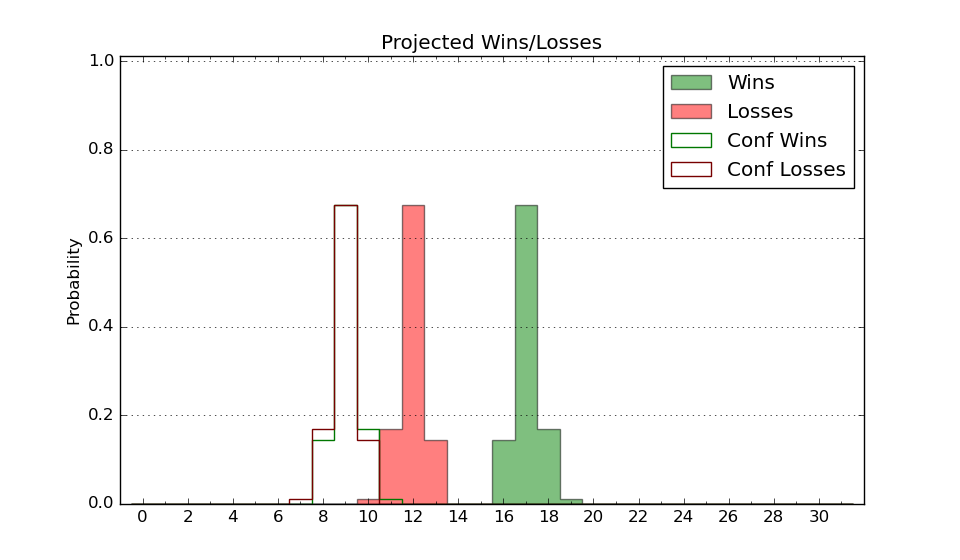 Projected Wins/Losses
Wins
Losses
Conf Wins
Conf Losses
Probability
1.0
0.8
0.6
0.4
0.2
0.0
0 2 4 6 8 10 12 14 16 18 20 22 24 26 28 30